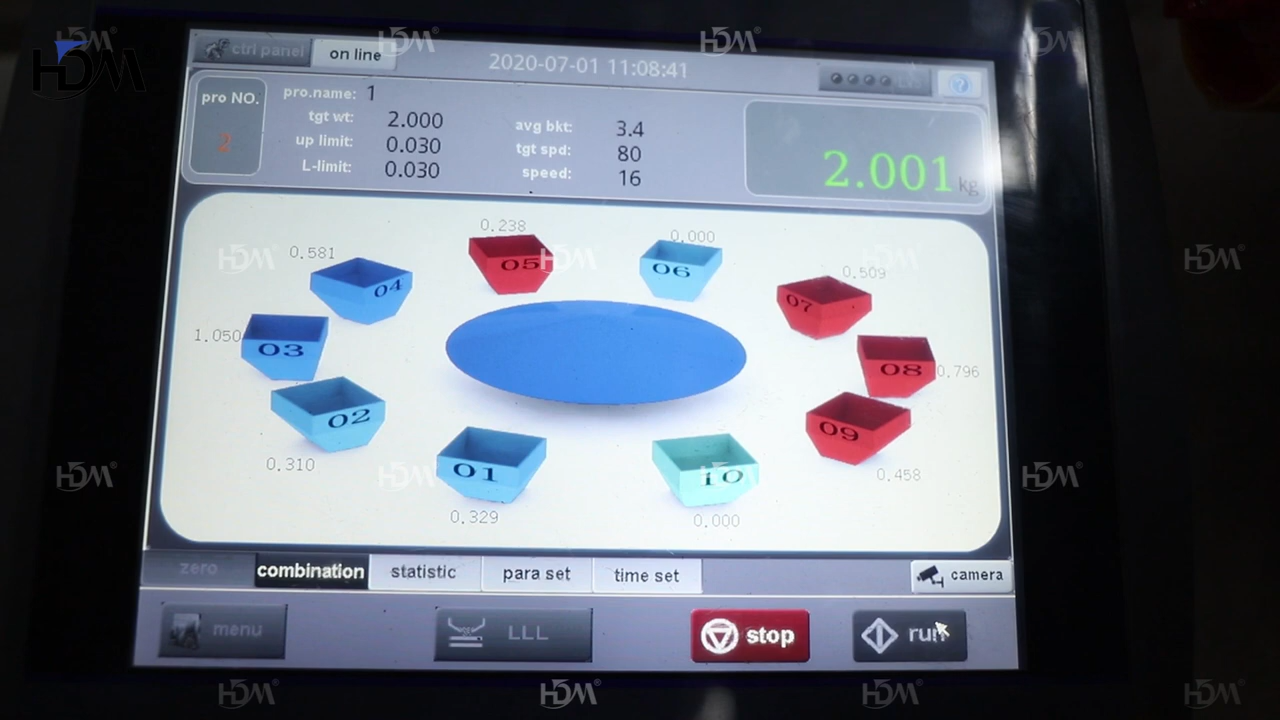 HDM
ctrl panel
on line
2020-07-01 11:08:41
pro NO.
2
pro.name: 1
tgt wt: 2.000
up limit: 0.030
L-limit: 0.030
avg bkt: 3.4
tgt spd: 80
speed: 16
2.001 kg
0.238
05
0.000
06
0.581
04
0.509
07
1.050
03
08
0.796
02
0.310
09
0.458
01
0.329
10
0.000
zero
combination
statistic
para set
time set
camera
menu
LLL
stop
run